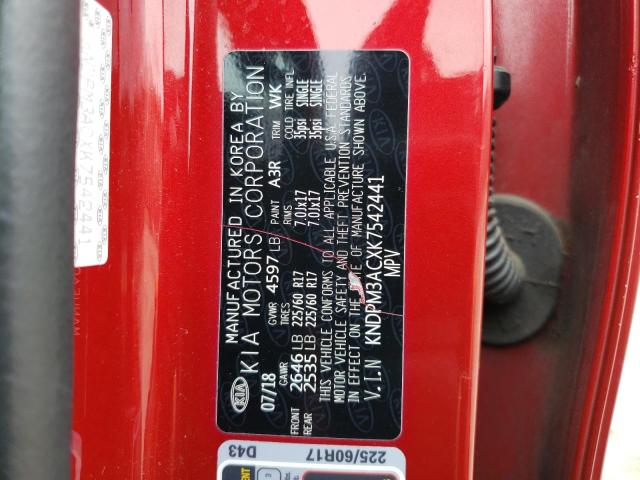 MANUFACTURED IN KOREA BY
KIA KIA MOTORS CORPORATION
07/18 GVWR 4597 LB PAINT A3R TRIM WK
GAWR TIRES RIMS COLD TIRE INFL
FRONT 2646 LB 225/60 R17 7.0Jx17 35psi SINGLE
REAR 2535 LB 225/60 R17 7.0Jx17 35psi SINGLE
THIS VEHICLE CONFORMS TO ALL APPLICABLE U.S.A FEDERAL
MOTOR VEHICLE SAFETY AND THEFT PREVENTION STANDARDS
IN EFFECT ON THE DATE OF MANUFACTURE SHOWN ABOVE.
V.I.N KNDPM3ACXK7542441
MPV
D43
225/60R17